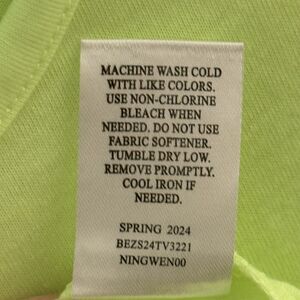 MACHINE WASH COLD
WITH LIKE COLORS.
USE NON-CHLORINE
BLEACH WHEN
NEEDED. DO NOT USE
FABRIC SOFTENER.
TUMBLE DRY LOW.
REMOVE PROMPTLY.
COOL IRON IF
NEEDED.
SPRING 2024
BEZS24TV3221
NINGWEN00